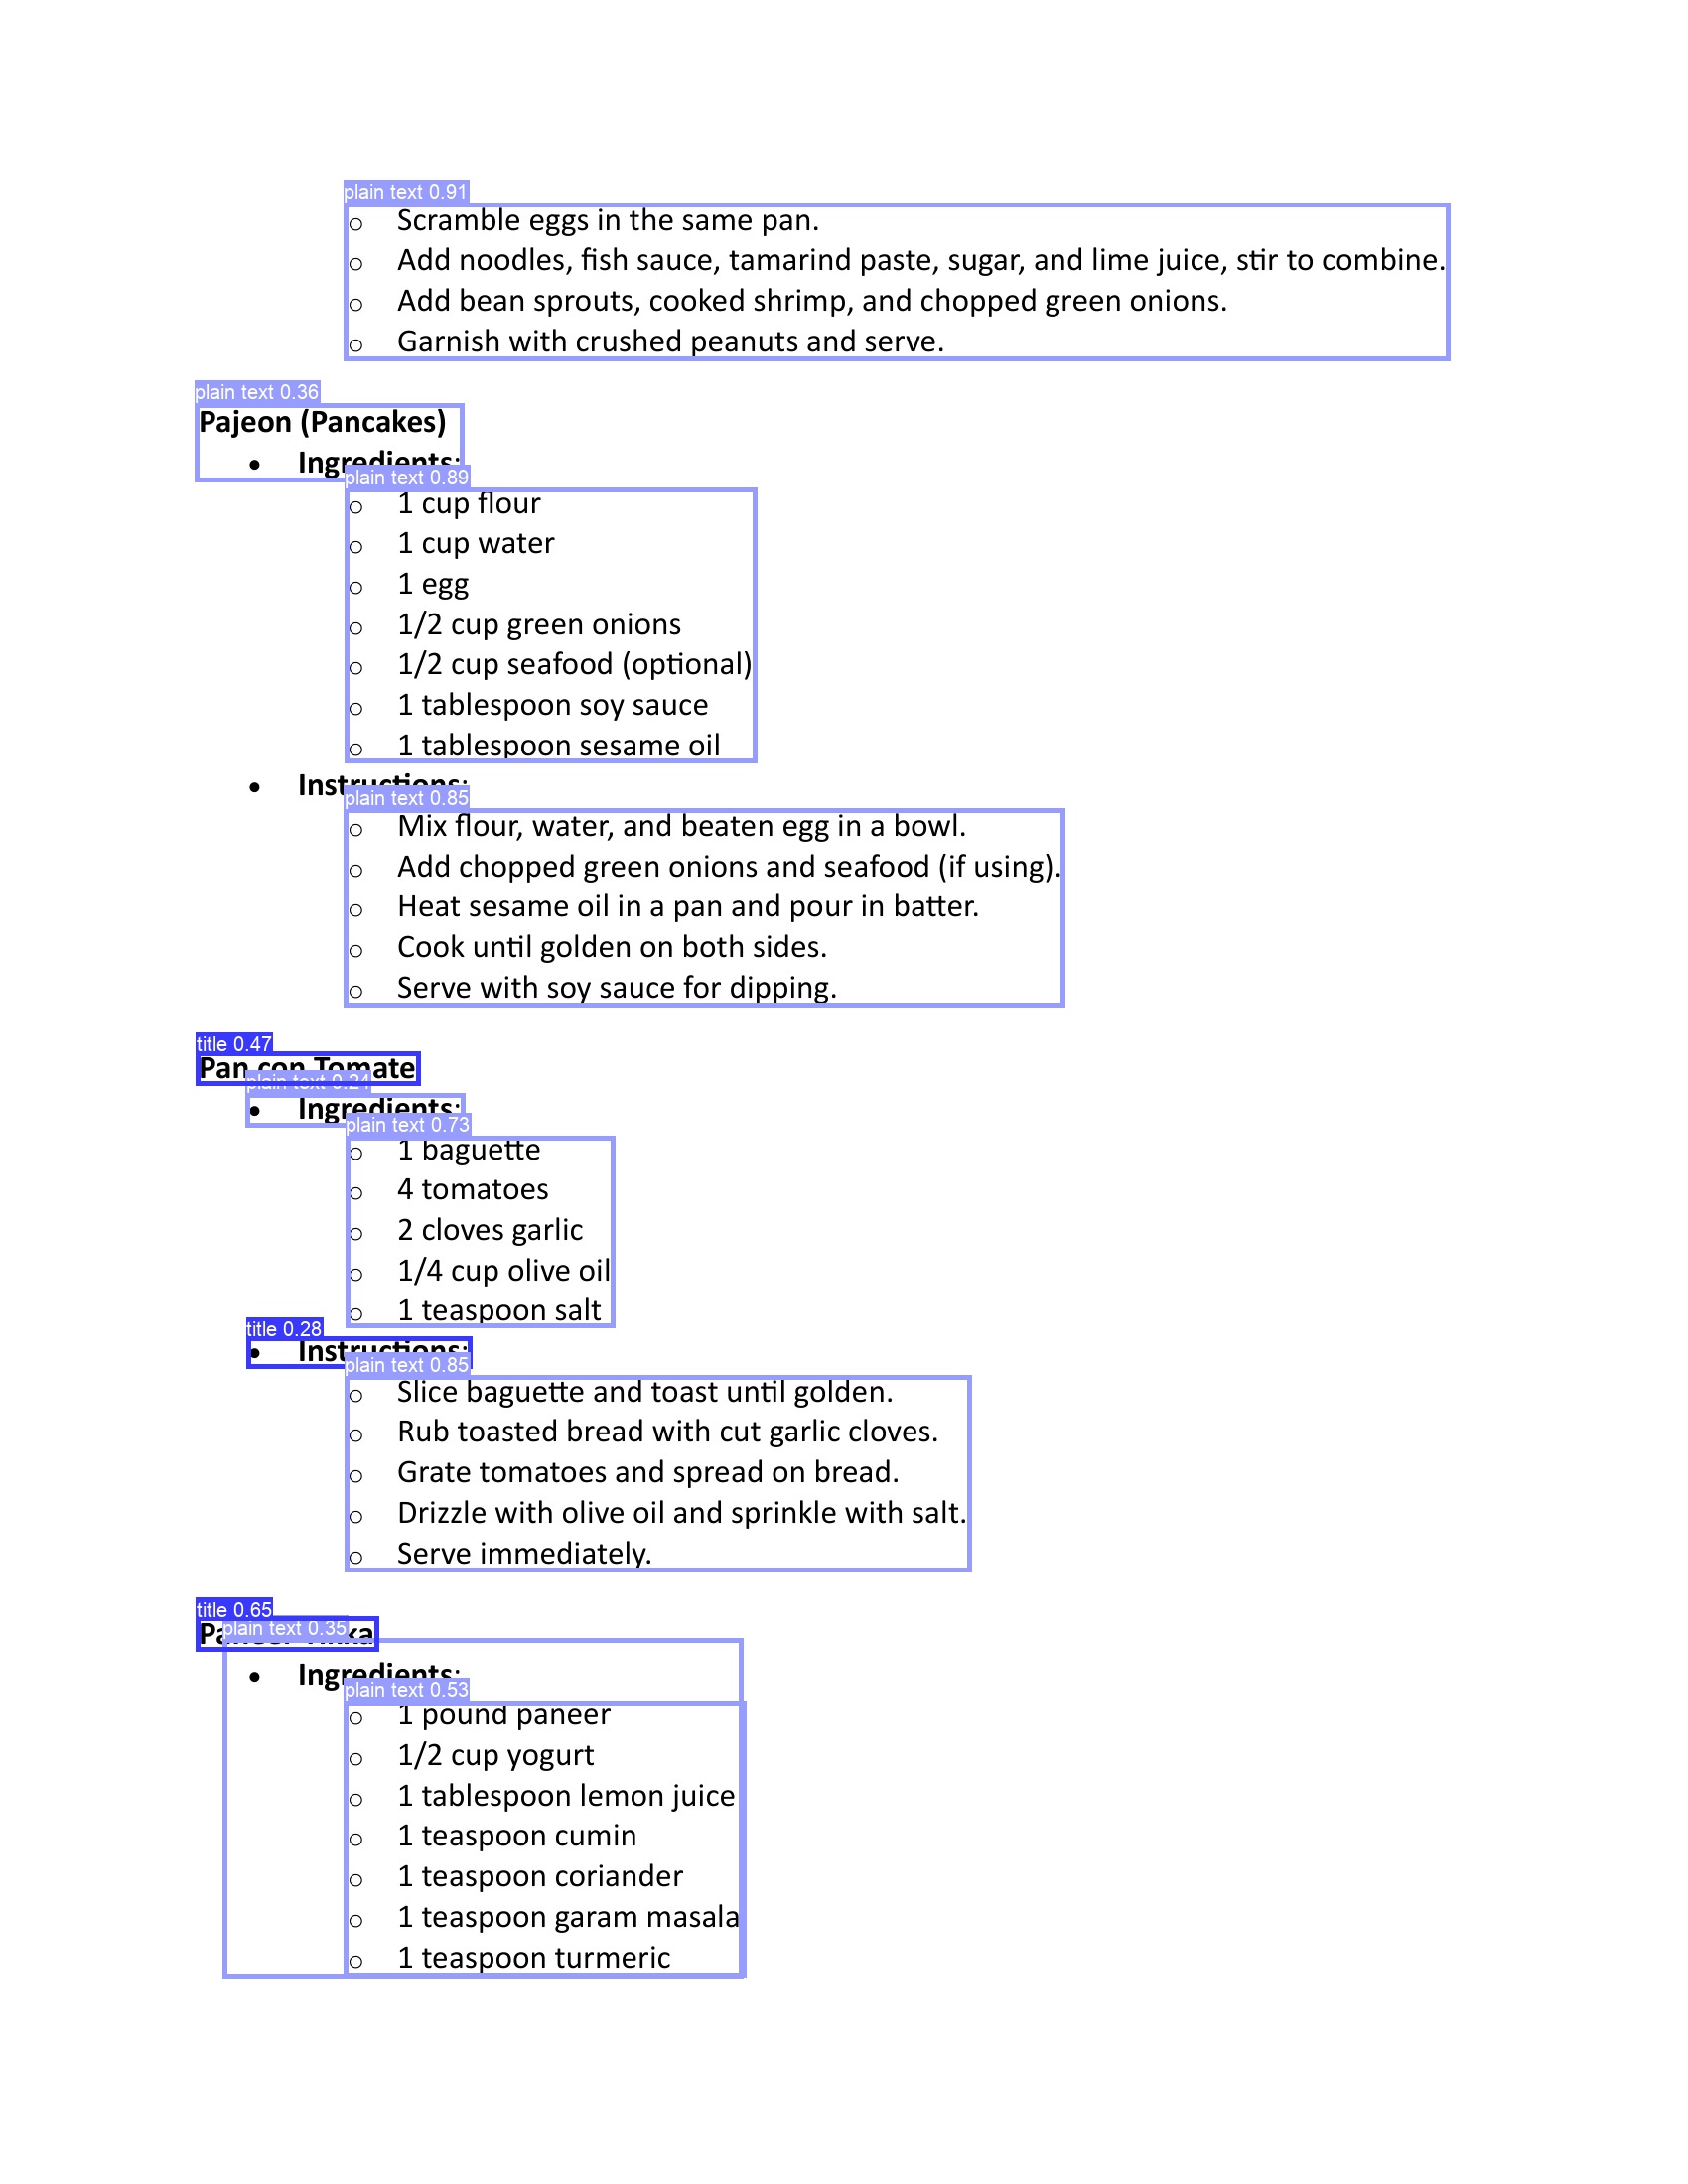 plain text 0.91
○ Scramble eggs in the same pan.
○ Add noodles, fish sauce, tamarind paste, sugar, and lime juice, stir to combine.
○ Add bean sprouts, cooked shrimp, and chopped green onions.
○ Garnish with crushed peanuts and serve.
plain text 0.36
Pajeon (Pancakes)
• Ingredients:
plain text 0.89
○ 1 cup flour
○ 1 cup water
○ 1 egg
○ 1/2 cup green onions
○ 1/2 cup seafood (optional)
○ 1 tablespoon soy sauce
○ 1 tablespoon sesame oil
• Instructions:
plain text 0.85
○ Mix flour, water, and beaten egg in a bowl.
○ Add chopped green onions and seafood (if using).
○ Heat sesame oil in a pan and pour in batter.
○ Cook until golden on both sides.
○ Serve with soy sauce for dipping.
title 0.47
Pan con Tomate
plain text 0.24
• Ingredients:
plain text 0.73
○ 1 baguette
○ 4 tomatoes
○ 2 cloves garlic
○ 1/4 cup olive oil
○ 1 teaspoon salt
title 0.28
• Instructions:
plain text 0.85
○ Slice baguette and toast until golden.
○ Rub toasted bread with cut garlic cloves.
○ Grate tomatoes and spread on bread.
○ Drizzle with olive oil and sprinkle with salt.
○ Serve immediately.
title 0.65
plain text 0.35
Paneer Tikka
• Ingredients:
plain text 0.53
○ 1 pound paneer
○ 1/2 cup yogurt
○ 1 tablespoon lemon juice
○ 1 teaspoon cumin
○ 1 teaspoon coriander
○ 1 teaspoon garam masala
○ 1 teaspoon turmeric